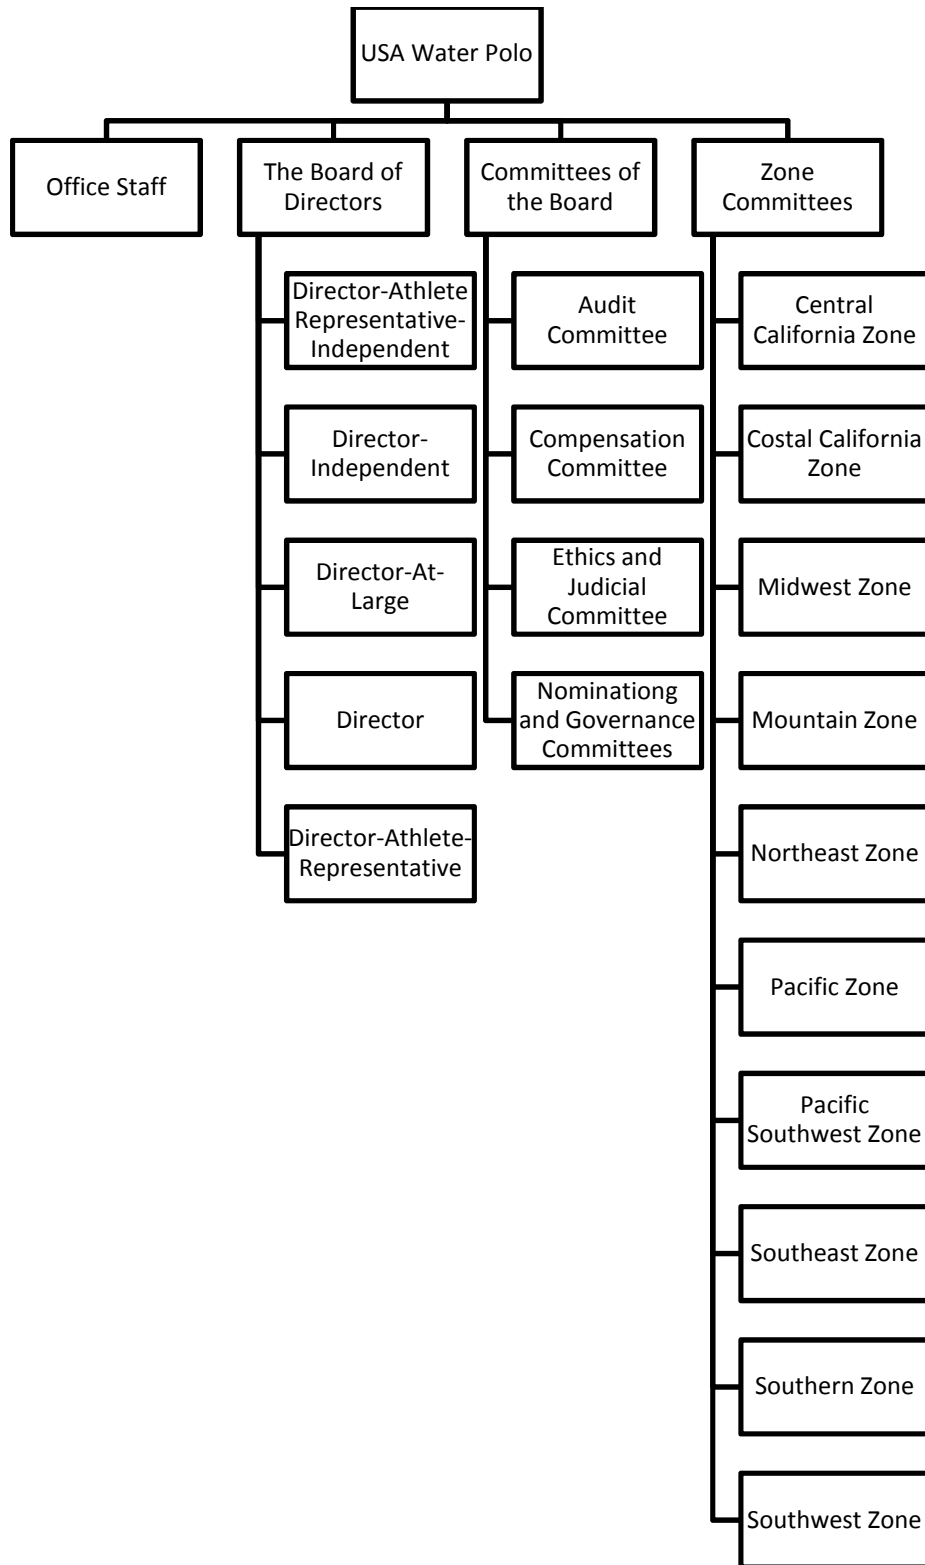 USA Water Polo
Office Staff
The Board of
Directors
Director-Athlete
Representative-
Independent
Director-
Independent
Director-At-
Large
Director
Director-Athlete-
Representative
Committees of
the Board
Audit
Committee
Compensation
Committee
Ethics and
Judicial
Committee
Nominationg
and Governance
Committees
Zone
Committees
Central
California Zone
Costal California
Zone
Midwest Zone
Mountain Zone
Northeast Zone
Pacific Zone
Pacific
Southwest Zone
Southeast Zone
Southern Zone
Southwest Zone